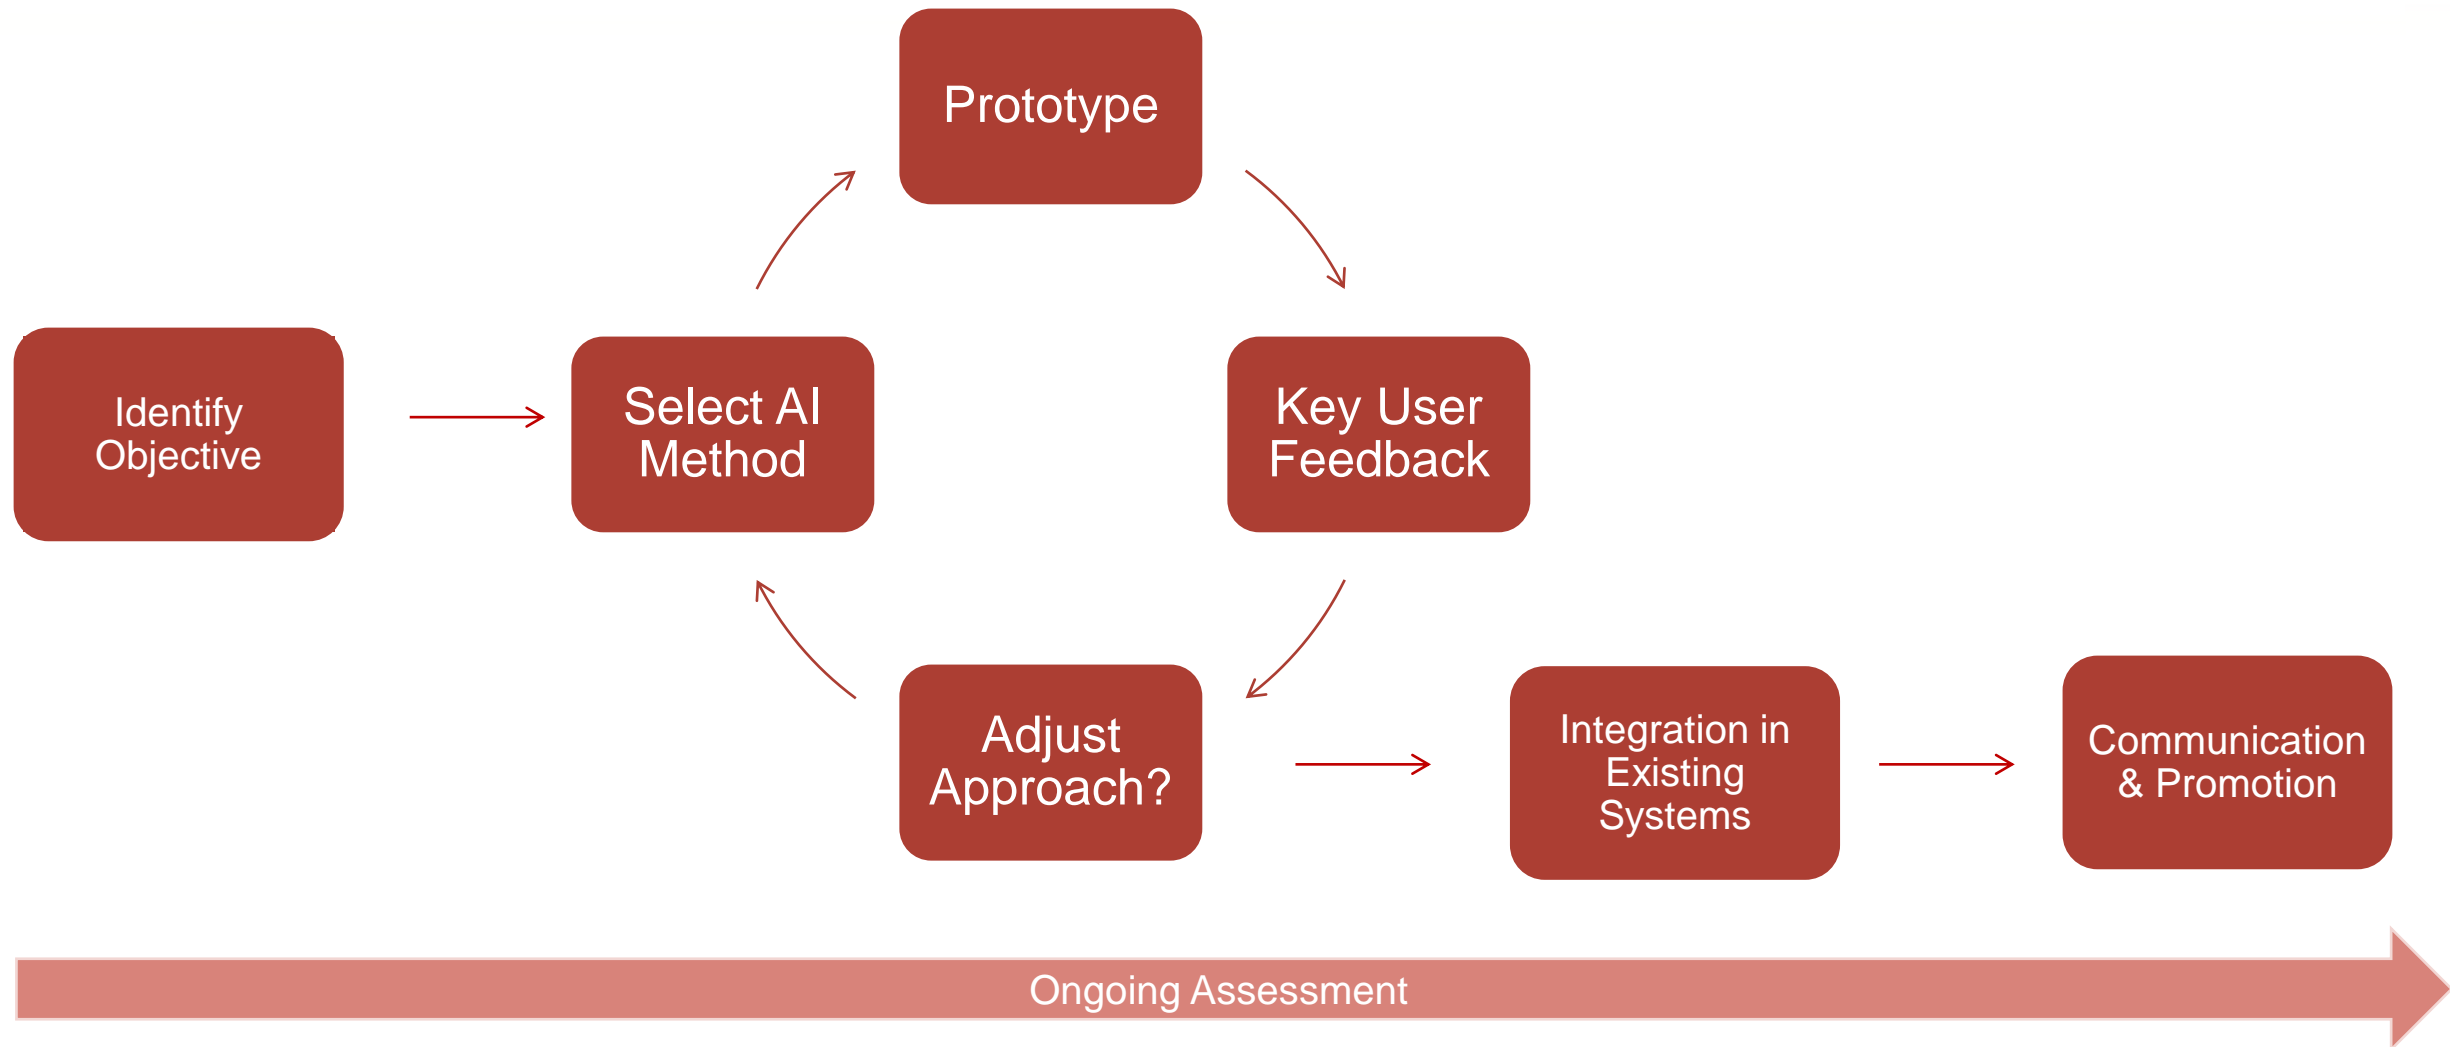 Prototype
Identify
Objective
Select AI
Method
Key User
Feedback
Adjust
Approach?
Integration in
Existing
Systems
Communication
& Promotion
Ongoing Assessment